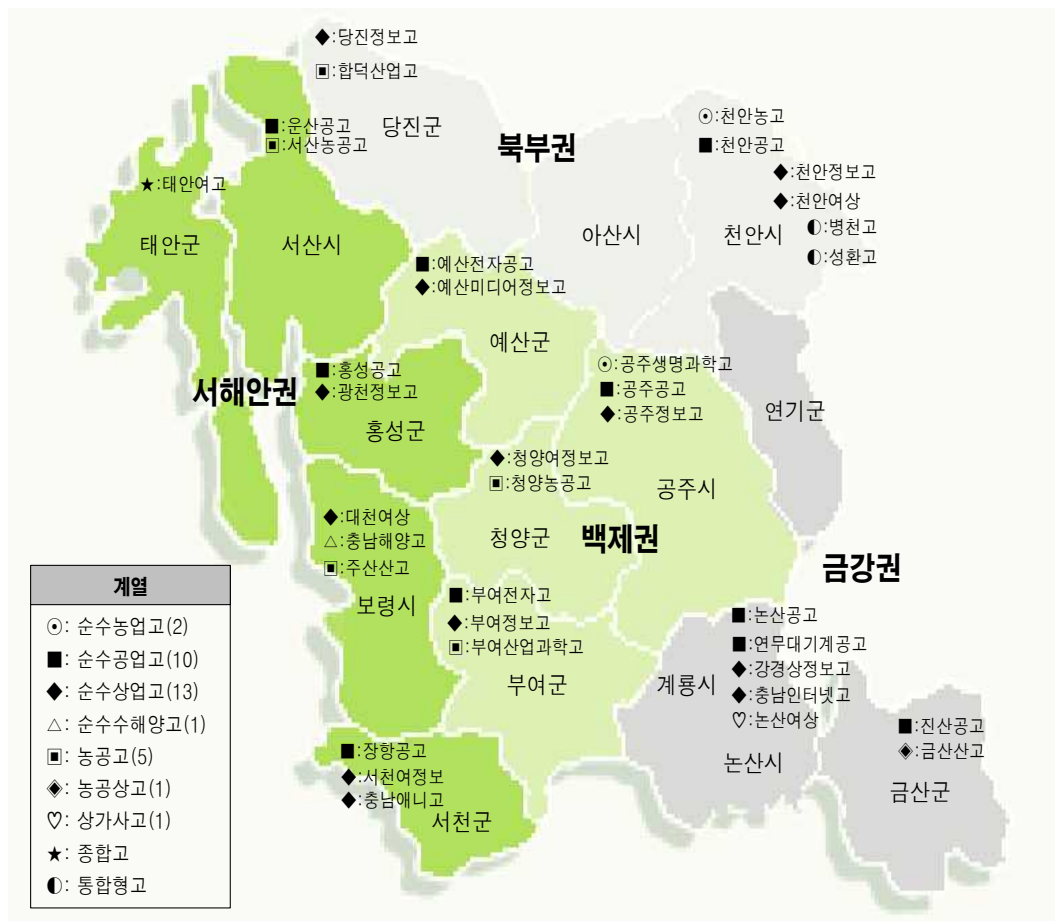 ◆:당진정보고
▣:합덕산업고
당진군
북부권
■:운산공고
▣:서산농공고
⊙:천안농고
■:천안공고
◆:천안정보고
◆:천안여상
◐:병천고
◐:성환고
아산시
천안시
★:태안여고
태안군
서산시
■:예산전자공고
◆:예산미디어정보고
예산군
서해안권
■:홍성공고
◆:광천정보고
홍성군
⊙:공주생명과학고
■:공주공고
◆:공주정보고
공주시
연기군
◆:청양여정보고
▣:청양농공고
청양군
백제권
금강권
◆:대천여상
△:충남해양고
▣:주산산고
보령시
■:부여전자고
◆:부여정보고
▣:부여산업과학고
부여군
계룡시
■:논산공고
■:연무대기계공고
◆:강경상정보고
◆:충남인터넷고
♡:논산여상
논산시
■:진산공고
◈:금산산고
금산군
■:장항공고
◆:서천여정보
◆:충남애니고
서천군
계열
⊙: 순수농업고(2)
■: 순수공업고(10)
◆: 순수상업고(13)
△: 순수수해양고(1)
▣: 농공고(5)
◈: 농공상고(1)
♡: 상가사고(1)
★: 종합고
◐: 통합형고